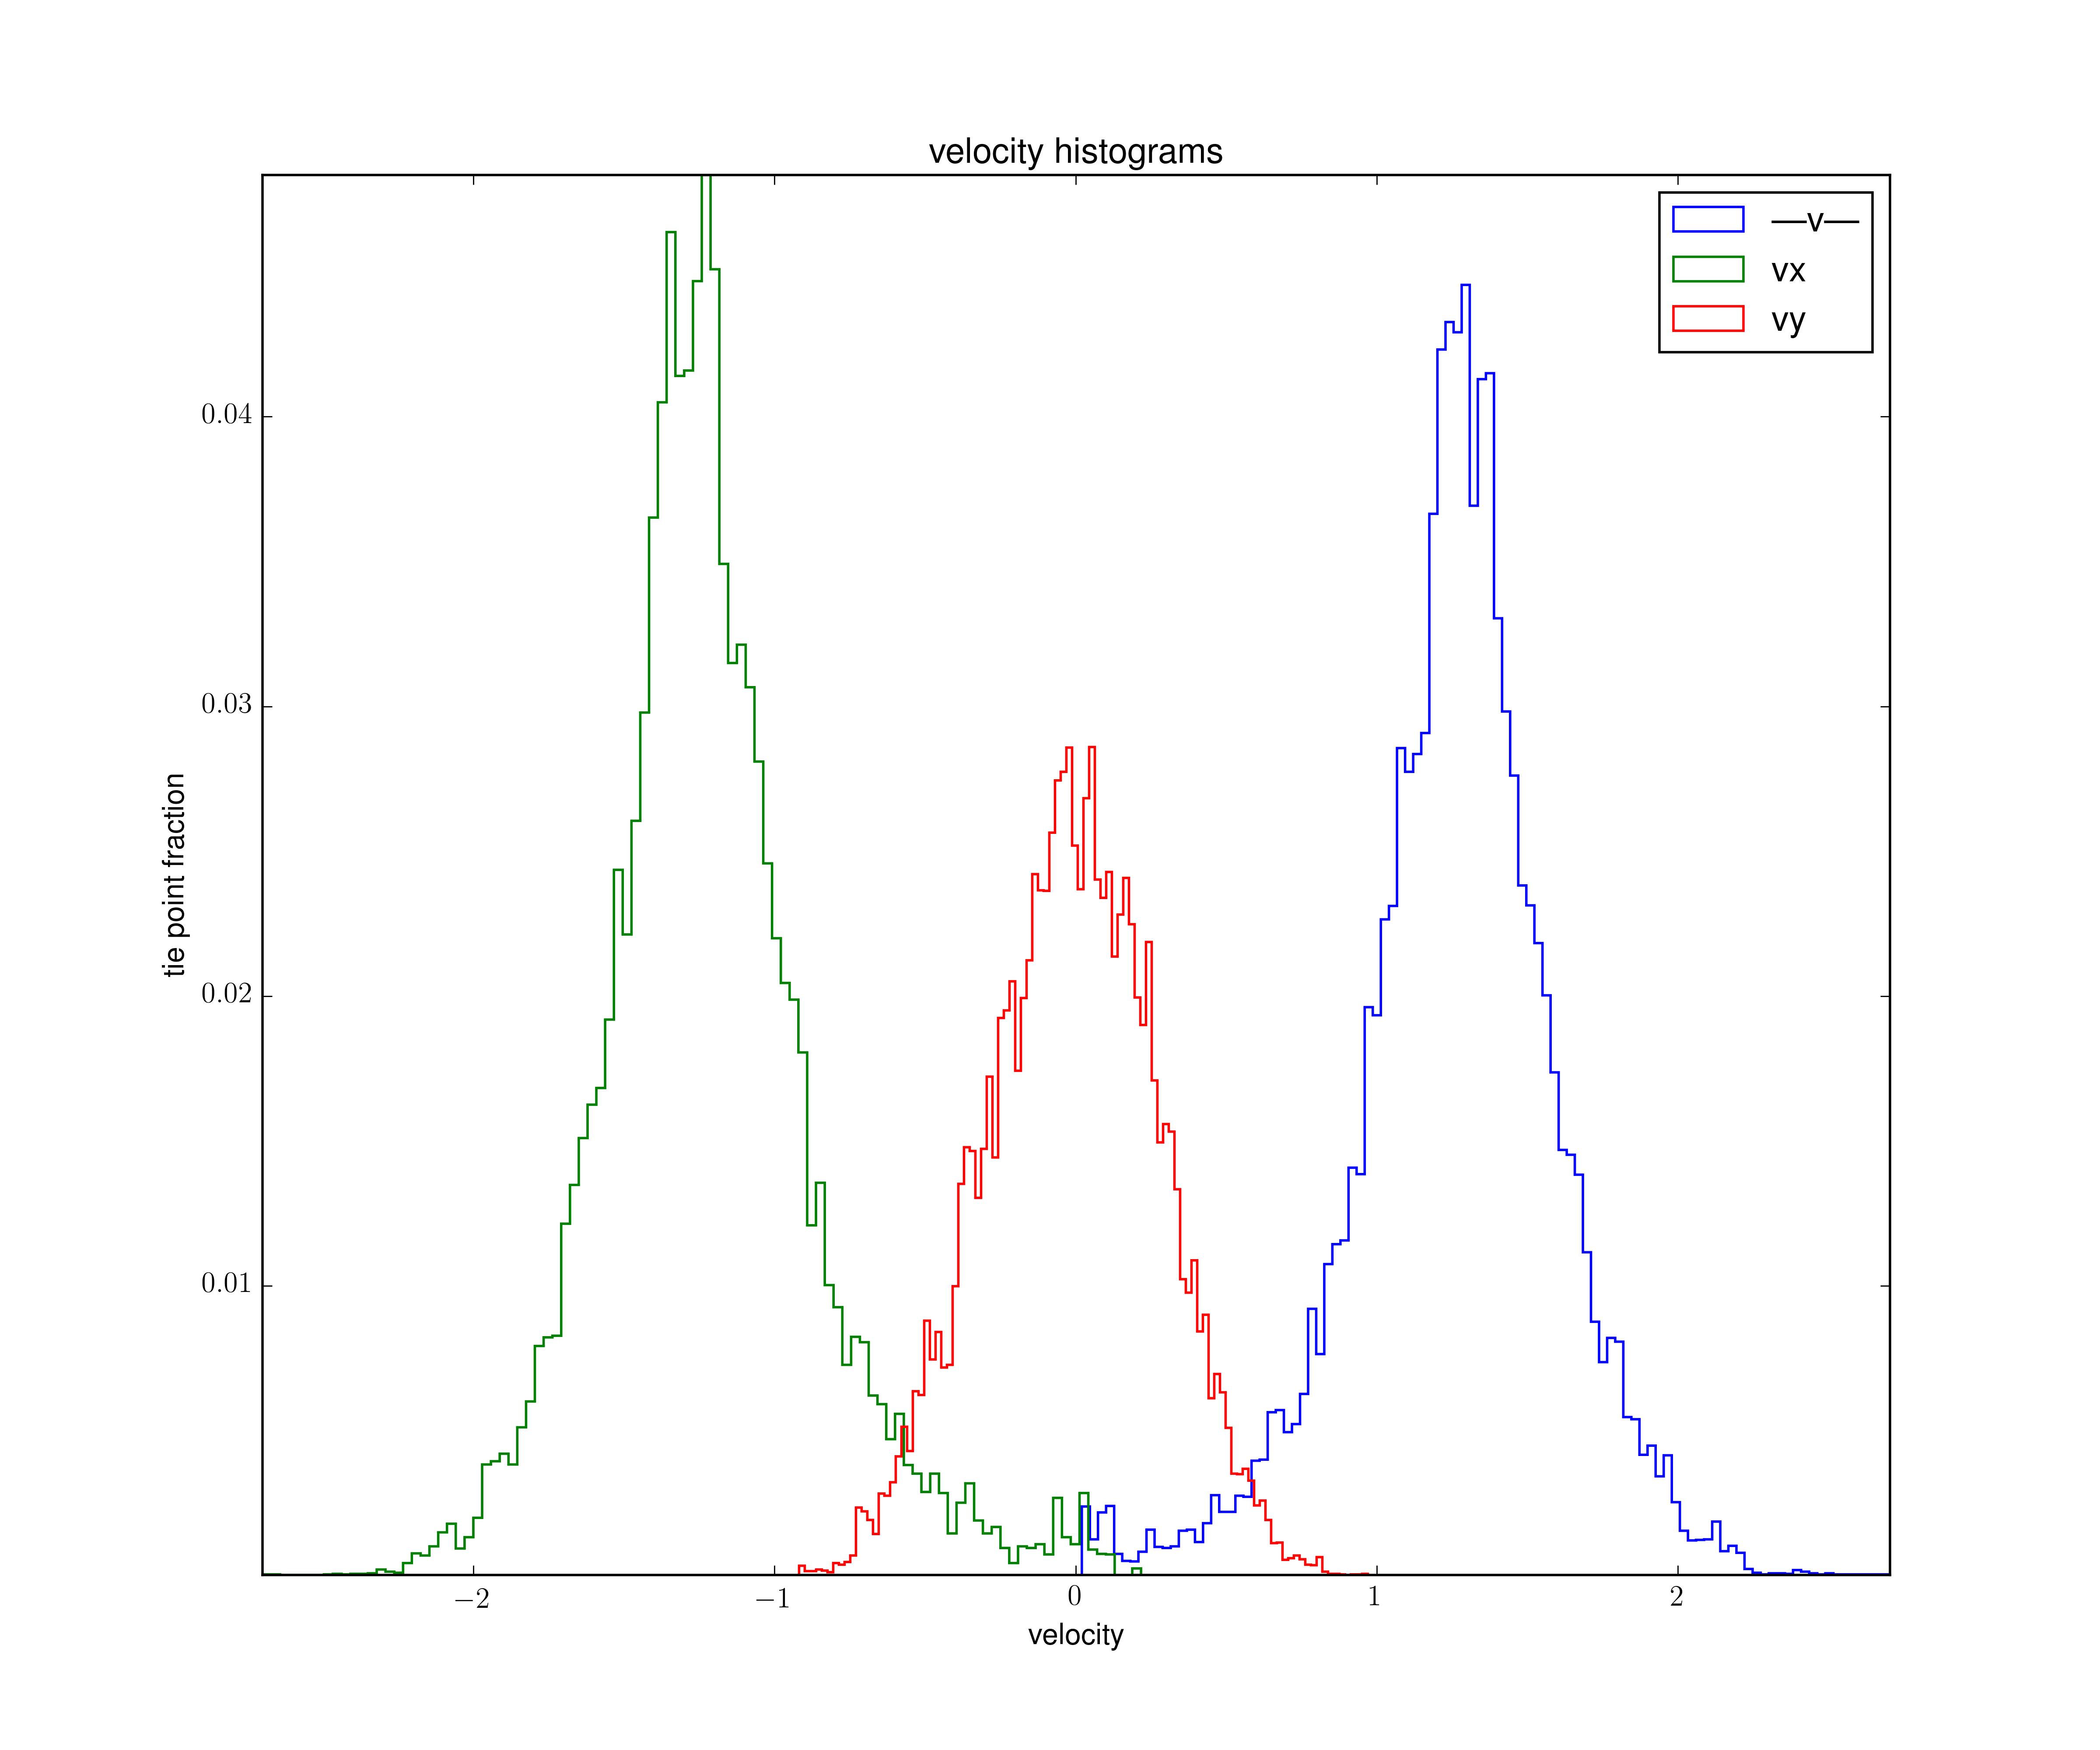 velocity histograms
—v—
vx
vy
0.04
0.03
0.02
0.01
tie point fraction
−2 −1 0 1 2
velocity